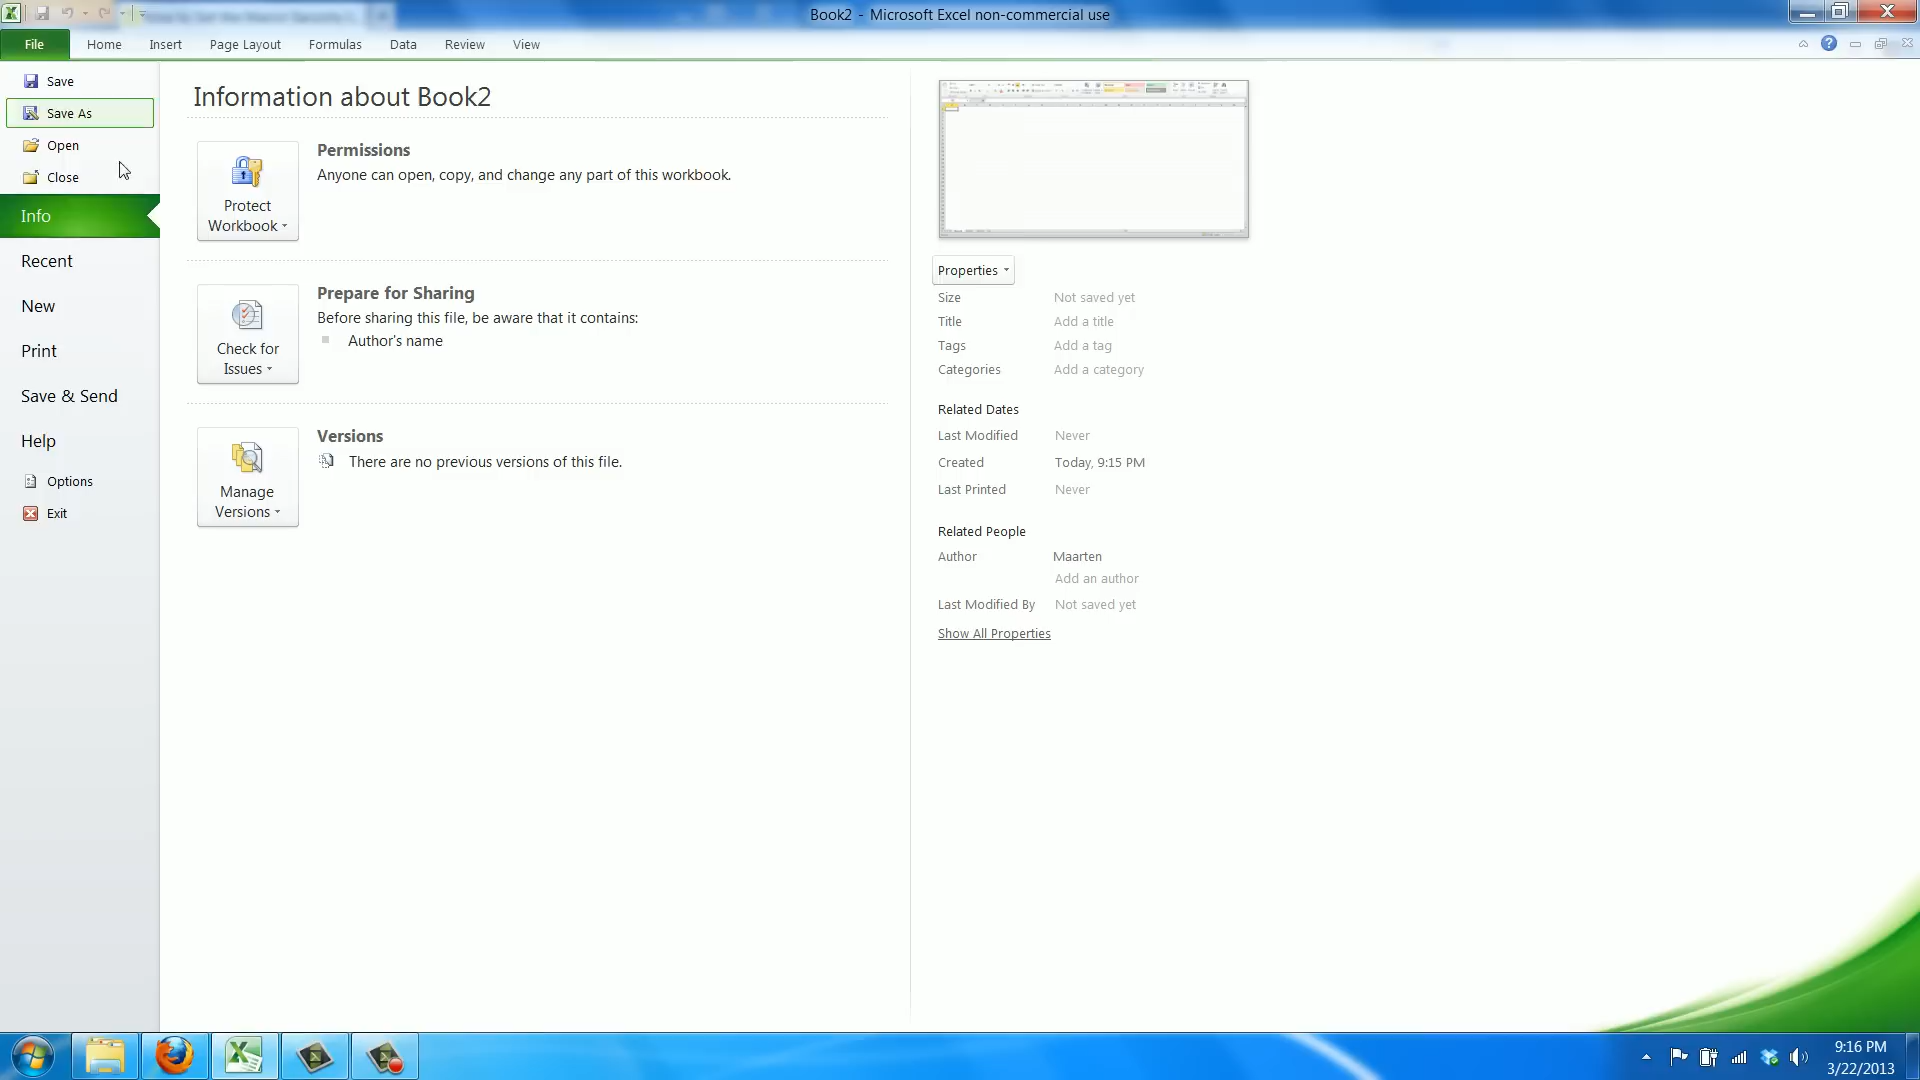 Book2 - Microsoft Excel non-commercial use
File Home Insert Page Layout Formulas Data Review View
Save
Save As
Open
Close
Info
Recent
New
Print
Save & Send
Help
Options
Exit
Information about Book2
Protect
Workbook
Permissions
Anyone can open, copy, and change any part of this workbook.
Check for
Issues
Prepare for Sharing
Before sharing this file, be aware that it contains:
Author's name
Manage
Versions
Versions
There are no previous versions of this file.
Properties
Size Not saved yet
Title Add a title
Tags Add a tag
Categories Add a category
Related Dates
Last Modified Never
Created Today, 9:15 PM
Last Printed Never
Related People
Author Maarten
Add an author
Last Modified By Not saved yet
Show All Properties
9:16 PM
3/22/2013